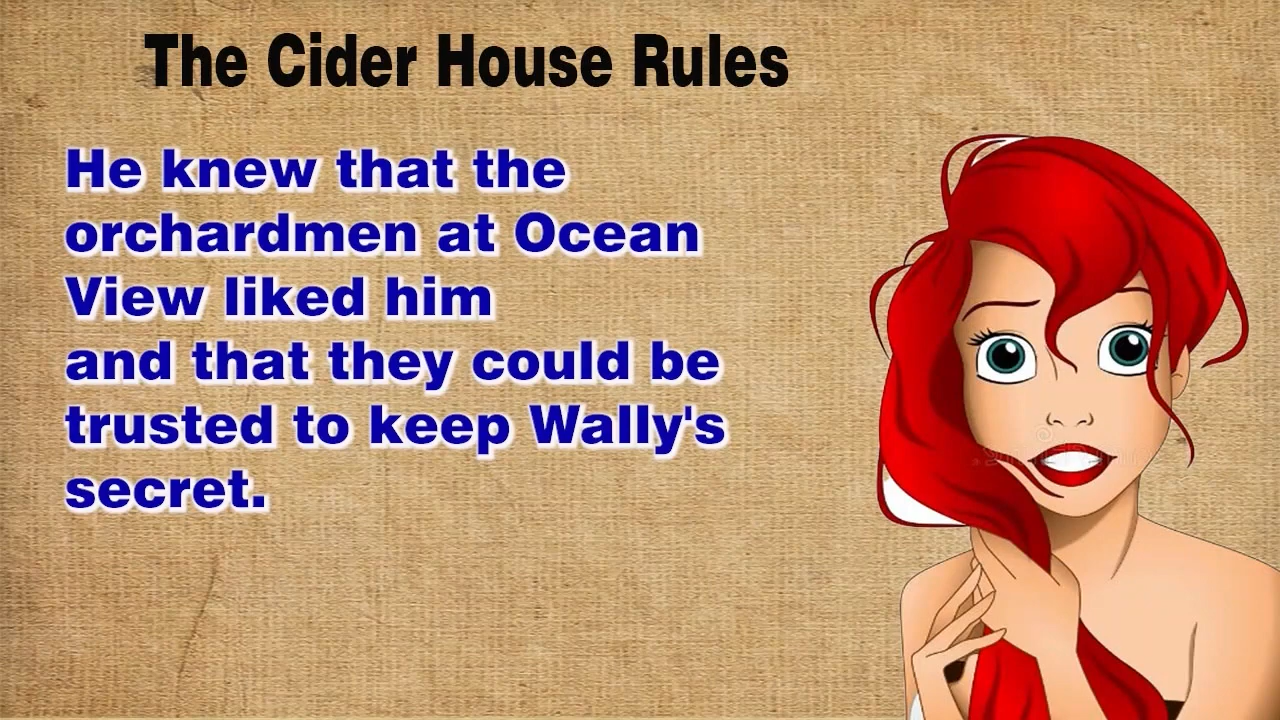 The Cider House Rules
He knew that the
orchardmen at Ocean
View liked him
and that they could be
trusted to keep Wally's
secret.